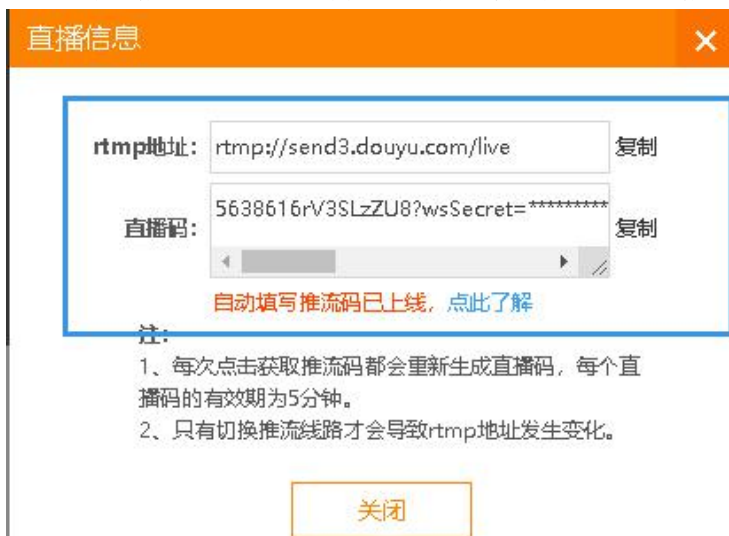 直播信息
rtmp地址: rtmp://send3.douyu.com/live 复制
直播码: 5638616rV3SLzZU8?wsSecret=********* 复制
自动填写推流码已上线，点此了解
注:
1、每次点击获取推流码都会重新生成直播码，每个直
播码的有效期为5分钟。
2、只有切换推流线路才会导致rtmp地址发生变化。
关闭